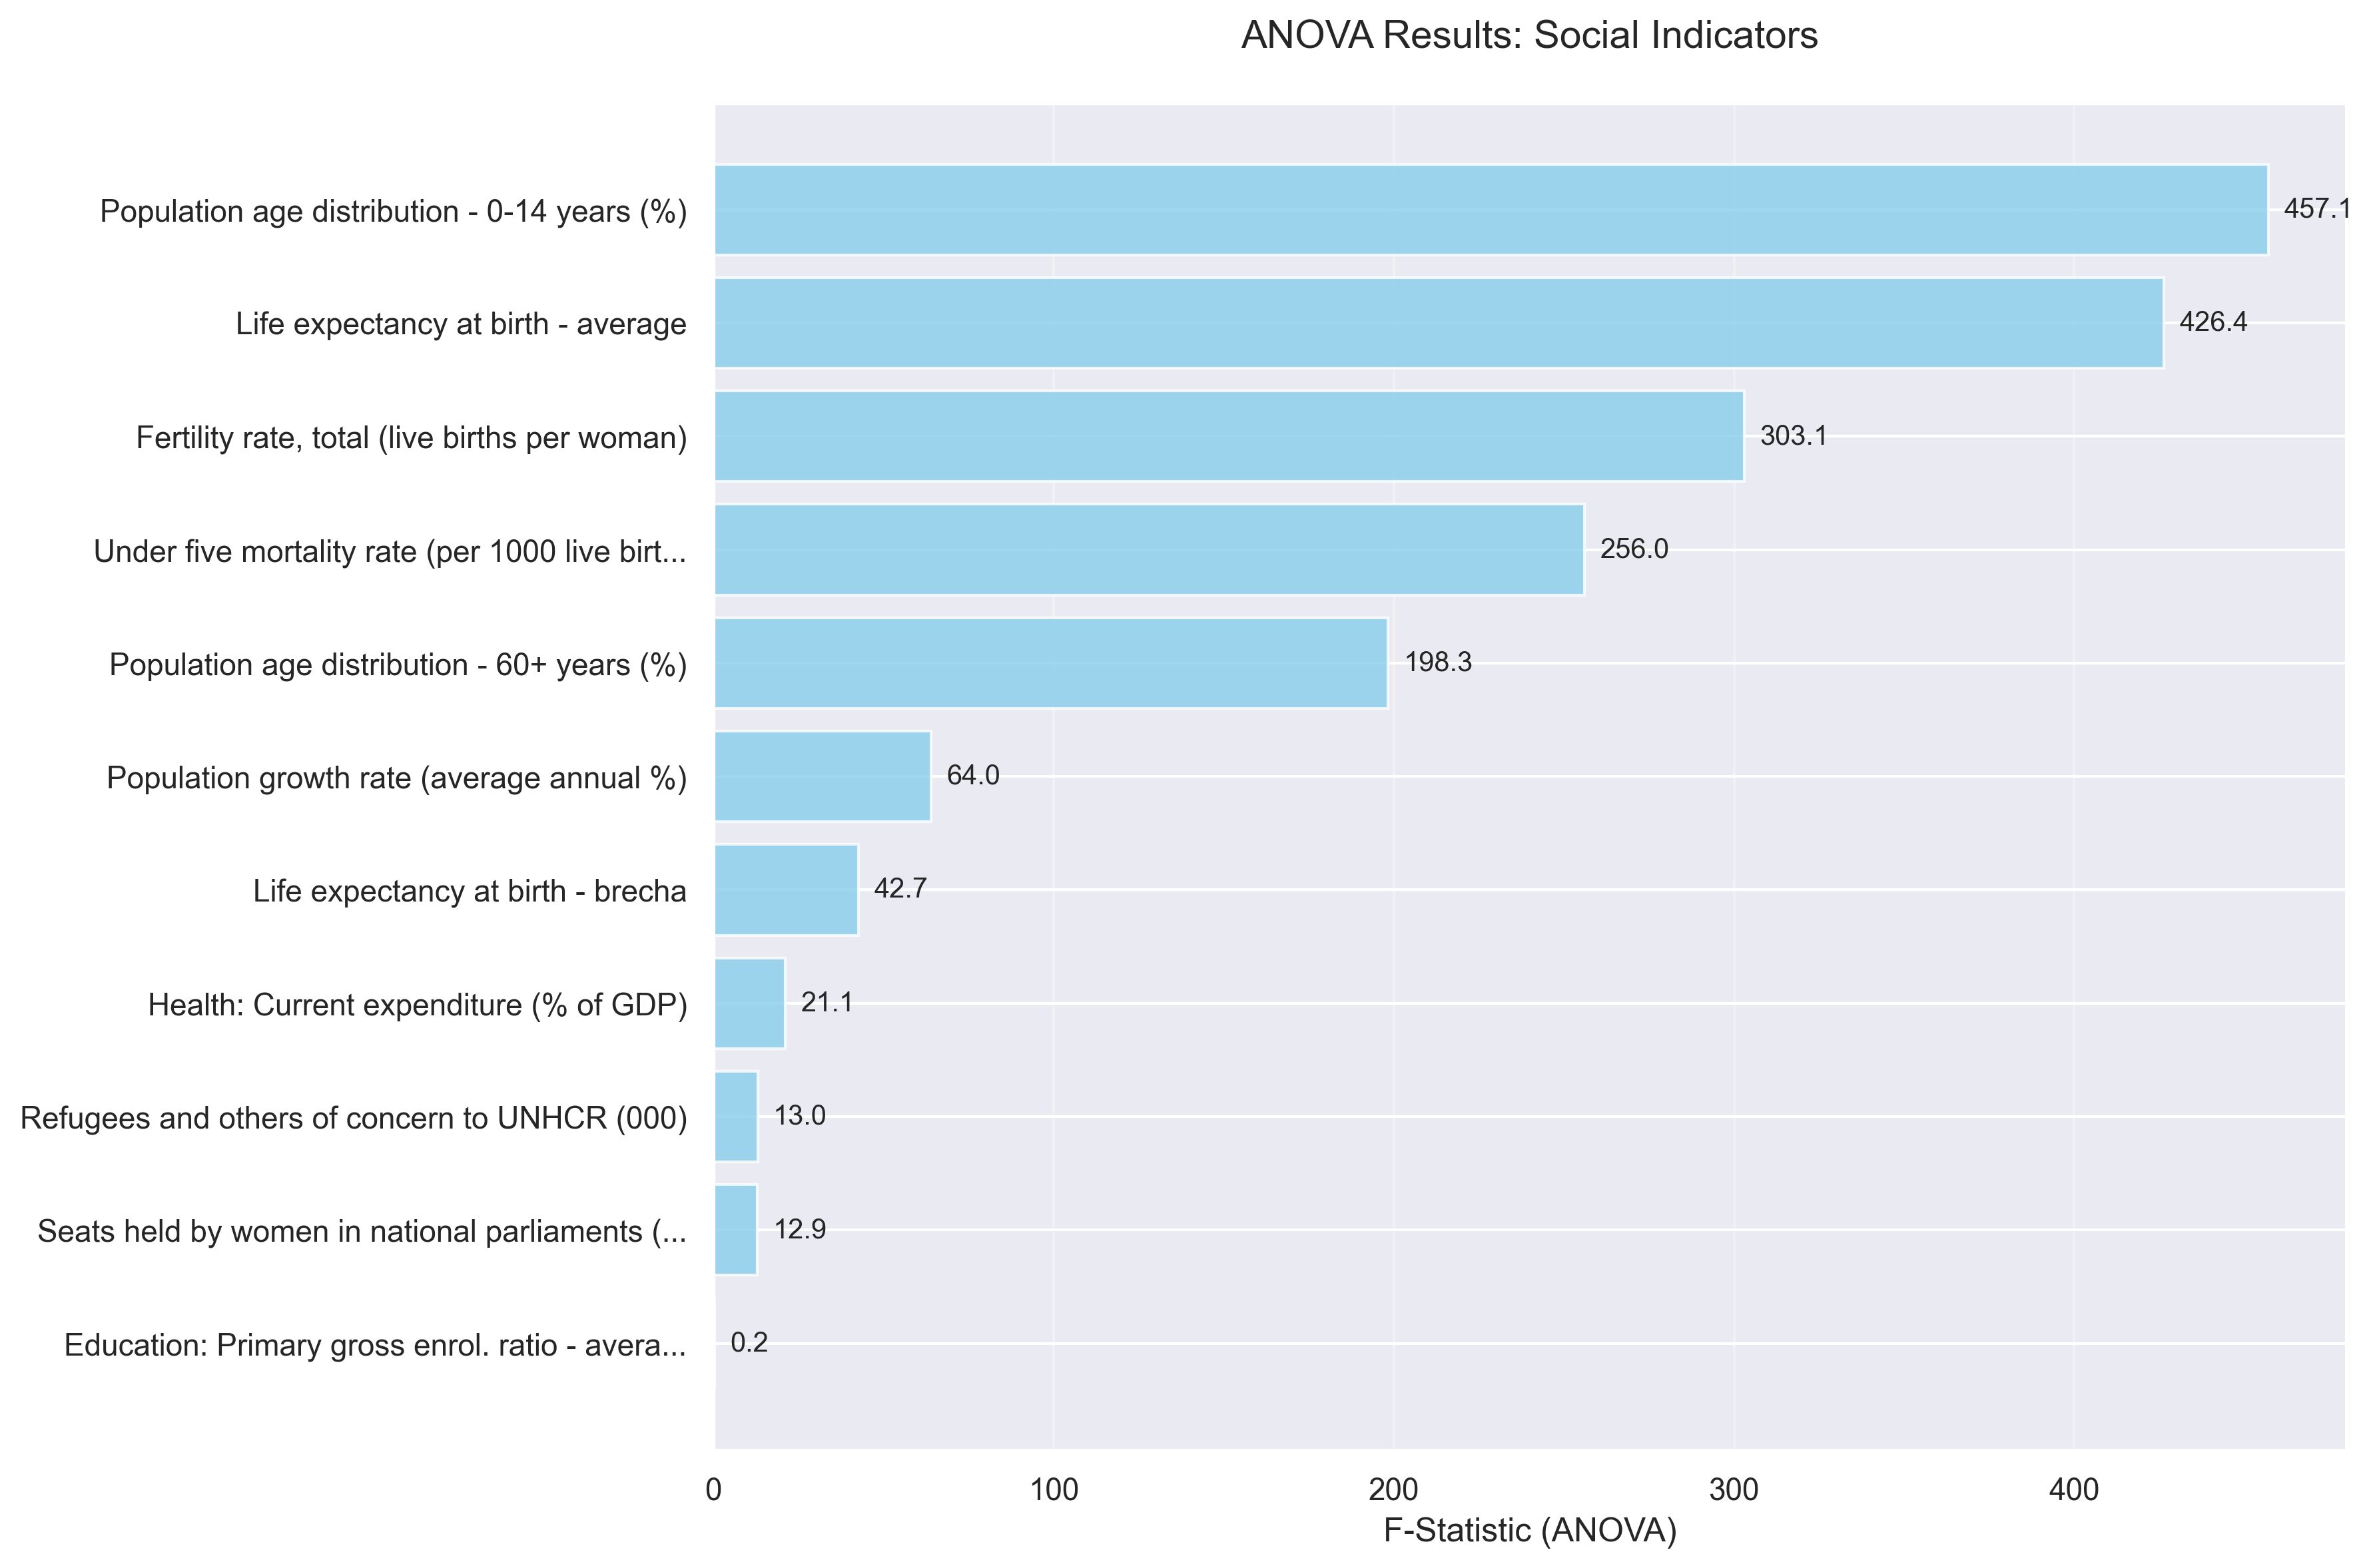 ANOVA Results: Social Indicators
Population age distribution - 0-14 years (%)
457.1
Life expectancy at birth - average
426.4
Fertility rate, total (live births per woman)
303.1
Under five mortality rate (per 1000 live birt...
256.0
Population age distribution - 60+ years (%)
198.3
Population growth rate (average annual %)
64.0
Life expectancy at birth - brecha
42.7
Health: Current expenditure (% of GDP)
21.1
Refugees and others of concern to UNHCR (000)
13.0
Seats held by women in national parliaments (...
12.9
Education: Primary gross enrol. ratio - avera...
0.2
0 100 200 300 400
F-Statistic (ANOVA)